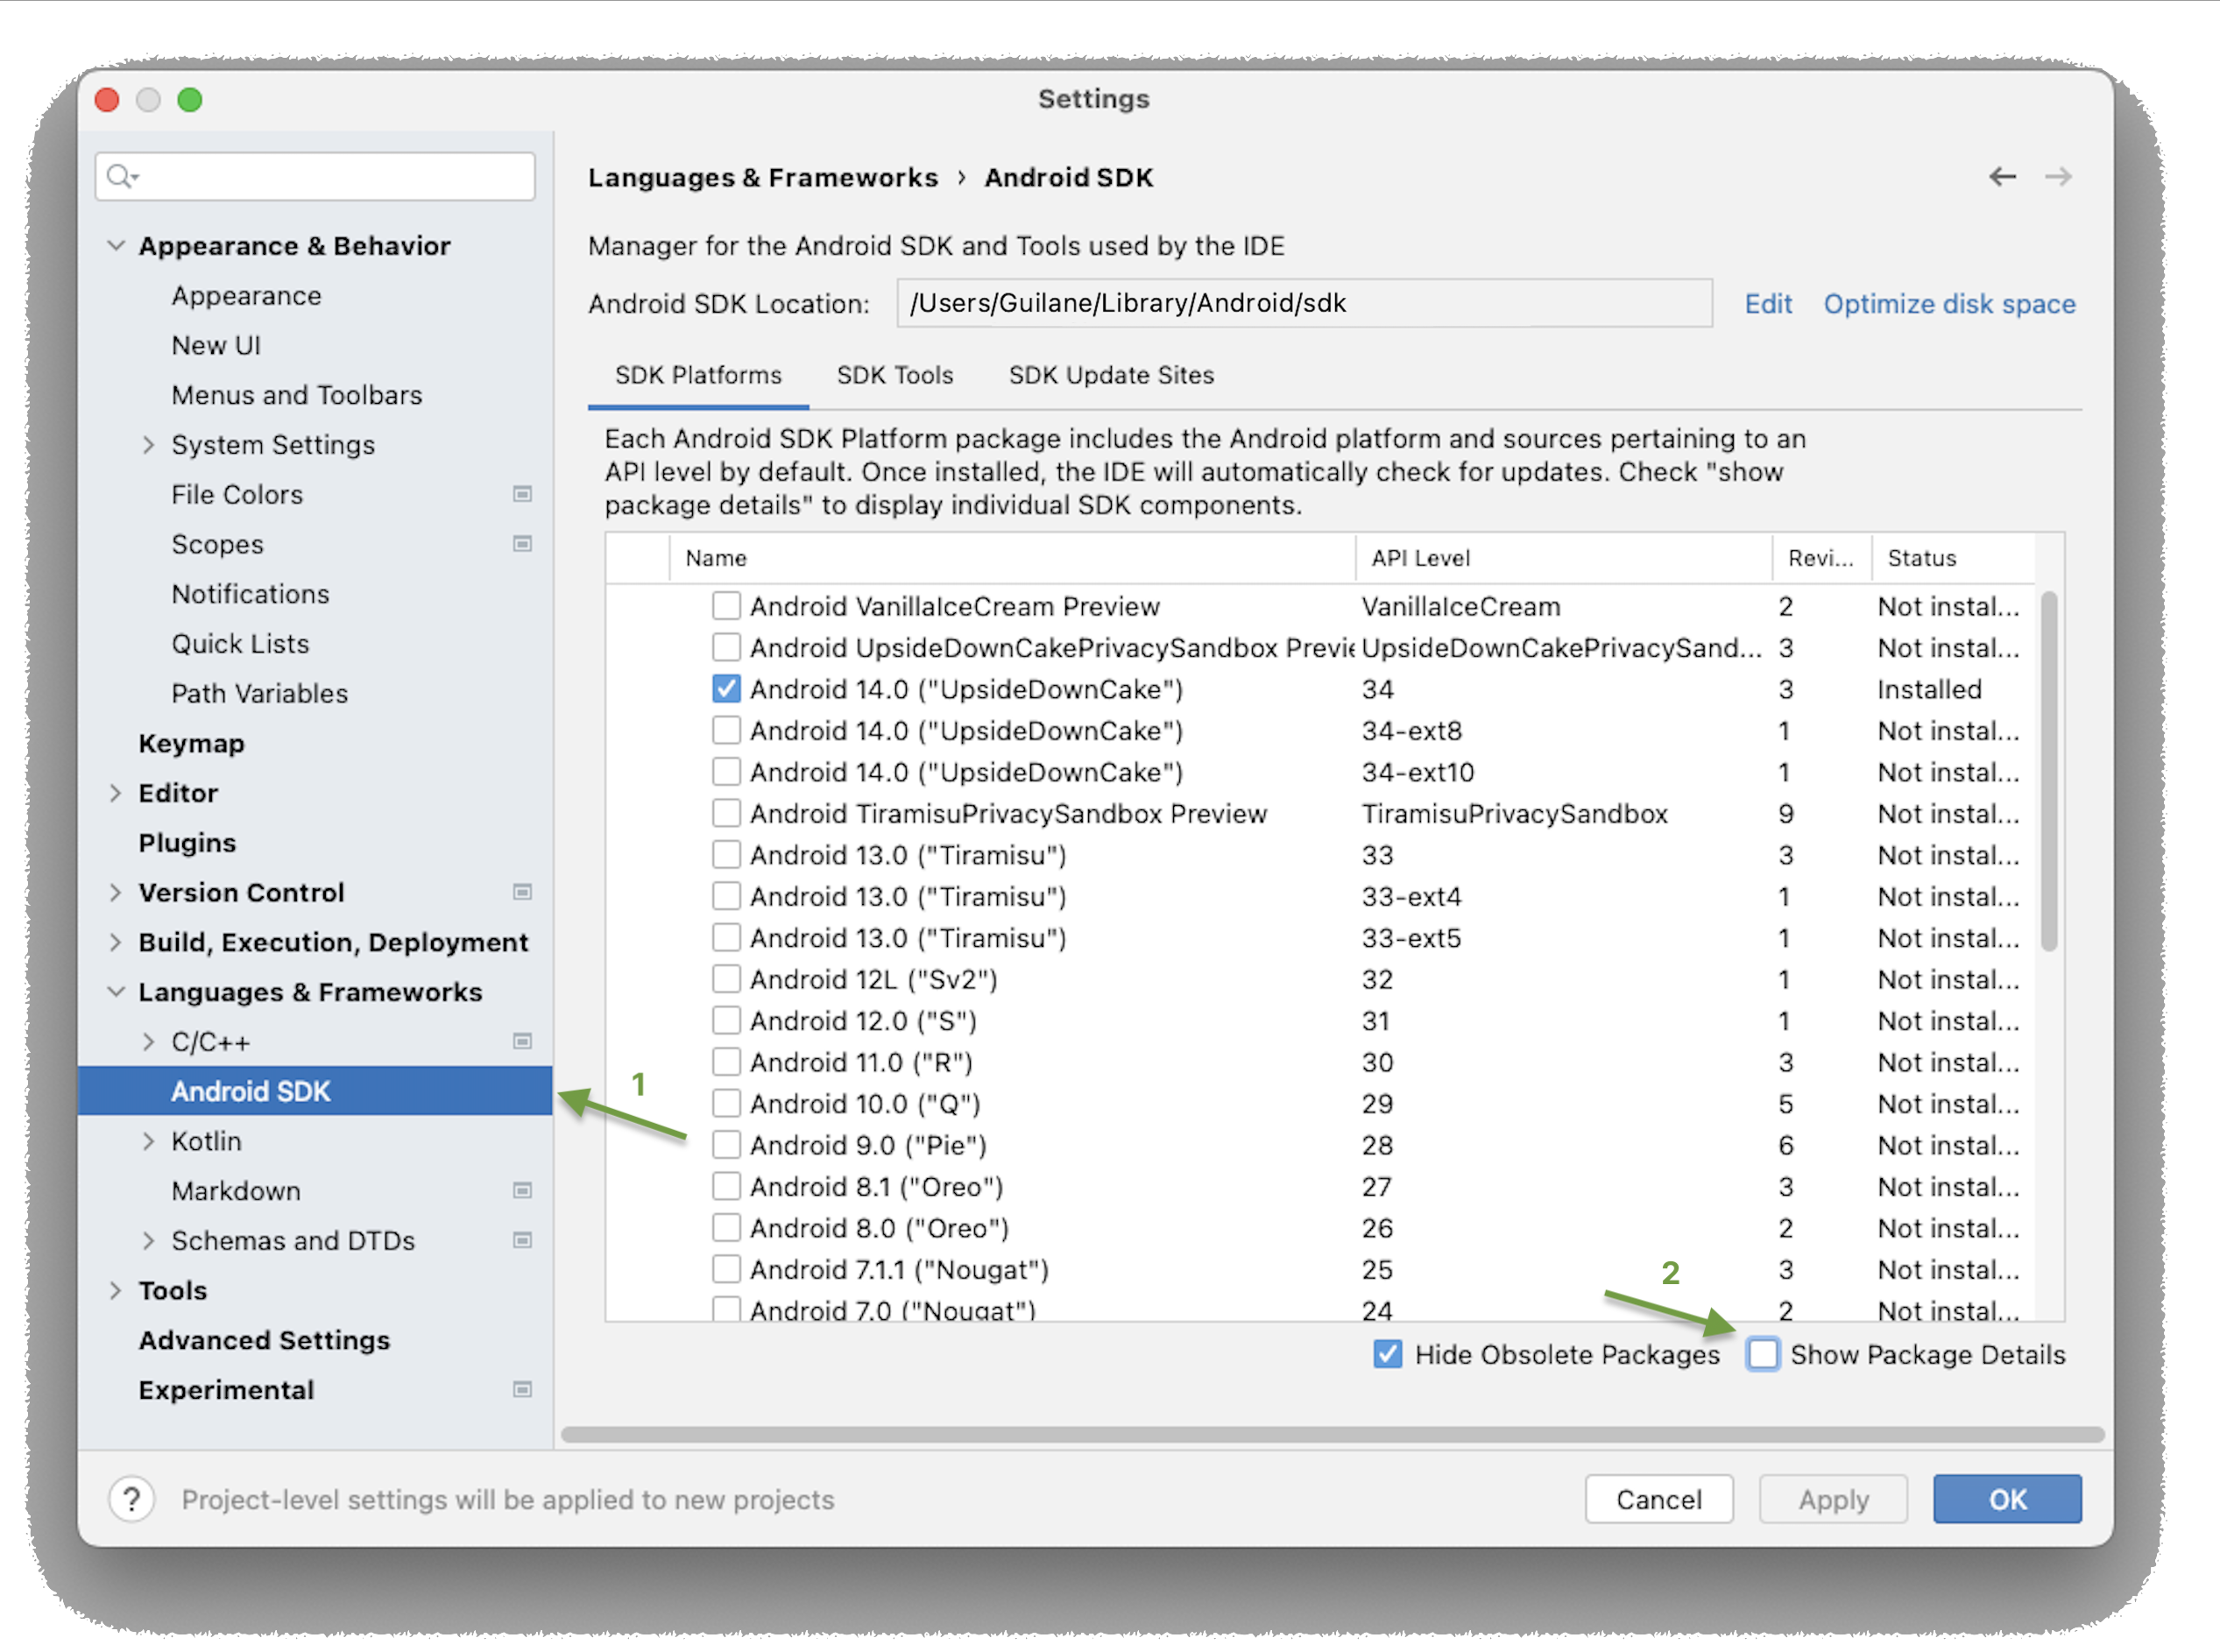 Settings
Appearance & Behavior
Appearance
New UI
Menus and Toolbars
System Settings
File Colors
Scopes
Notifications
Quick Lists
Path Variables
Keymap
Editor
Plugins
Version Control
Build, Execution, Deployment
Languages & Frameworks
C/C++
Android SDK
Kotlin
Markdown
Schemas and DTDs
Tools
Advanced Settings
Experimental
1
Languages & Frameworks › Android SDK
Manager for the Android SDK and Tools used by the IDE
Android SDK Location: /Users/Guilane/Library/Android/sdk Edit Optimize disk space
SDK Platforms SDK Tools SDK Update Sites
Each Android SDK Platform package includes the Android platform and sources pertaining to an
API level by default. Once installed, the IDE will automatically check for updates. Check "show
package details" to display individual SDK components.
Name API Level Revi... Status
Android VanillaIceCream Preview VanillaIceCream 2 Not instal...
Android UpsideDownCakePrivacySandbox Previe UpsideDownCakePrivacySand... 3 Not instal...
Android 14.0 ("UpsideDownCake") 34 3 Installed
Android 14.0 ("UpsideDownCake") 34-ext8 1 Not instal...
Android 14.0 ("UpsideDownCake") 34-ext10 1 Not instal...
Android TiramisuPrivacySandbox Preview TiramisuPrivacySandbox 9 Not instal...
Android 13.0 ("Tiramisu") 33 3 Not instal...
Android 13.0 ("Tiramisu") 33-ext4 1 Not instal...
Android 13.0 ("Tiramisu") 33-ext5 1 Not instal...
Android 12L ("Sv2") 32 1 Not instal...
Android 12.0 ("S") 31 1 Not instal...
Android 11.0 ("R") 30 3 Not instal...
Android 10.0 ("Q") 29 5 Not instal...
Android 9.0 ("Pie") 28 6 Not instal...
Android 8.1 ("Oreo") 27 3 Not instal...
Android 8.0 ("Oreo") 26 2 Not instal...
Android 7.1.1 ("Nougat") 25 3 Not instal...
Android 7.0 ("Nougat") 24 2 Not instal...
2
Hide Obsolete Packages Show Package Details
? Project-level settings will be applied to new projects
Cancel Apply OK